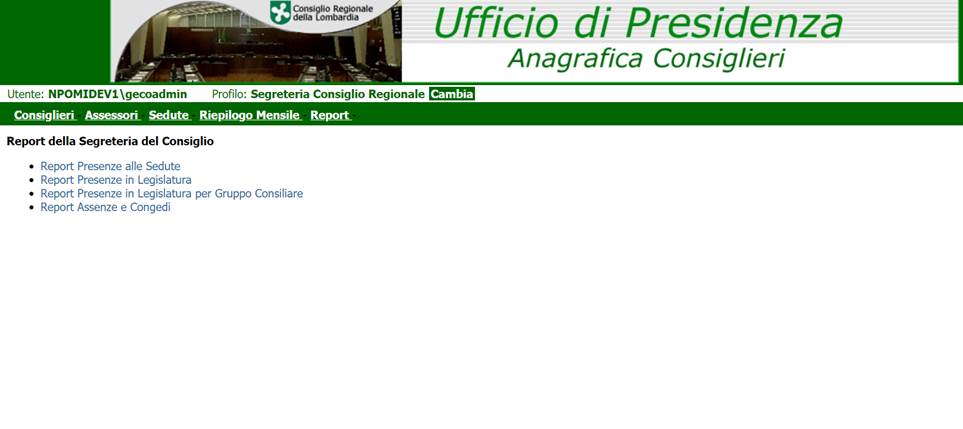 Consiglio Regionale
della Lombardia
Ufficio di Presidenza
Anagrafica Consiglieri
Utente: NPOMIDEV1\gecoadmin Profilo: Segreteria Consiglio Regionale Cambia
Consiglieri Assessori Sedute Riepilogo Mensile Report
Report della Segreteria del Consiglio
• Report Presenze alle Sedute
• Report Presenze in Legislatura
• Report Presenze in Legislatura per Gruppo Consiliare
• Report Assenze e Congedi